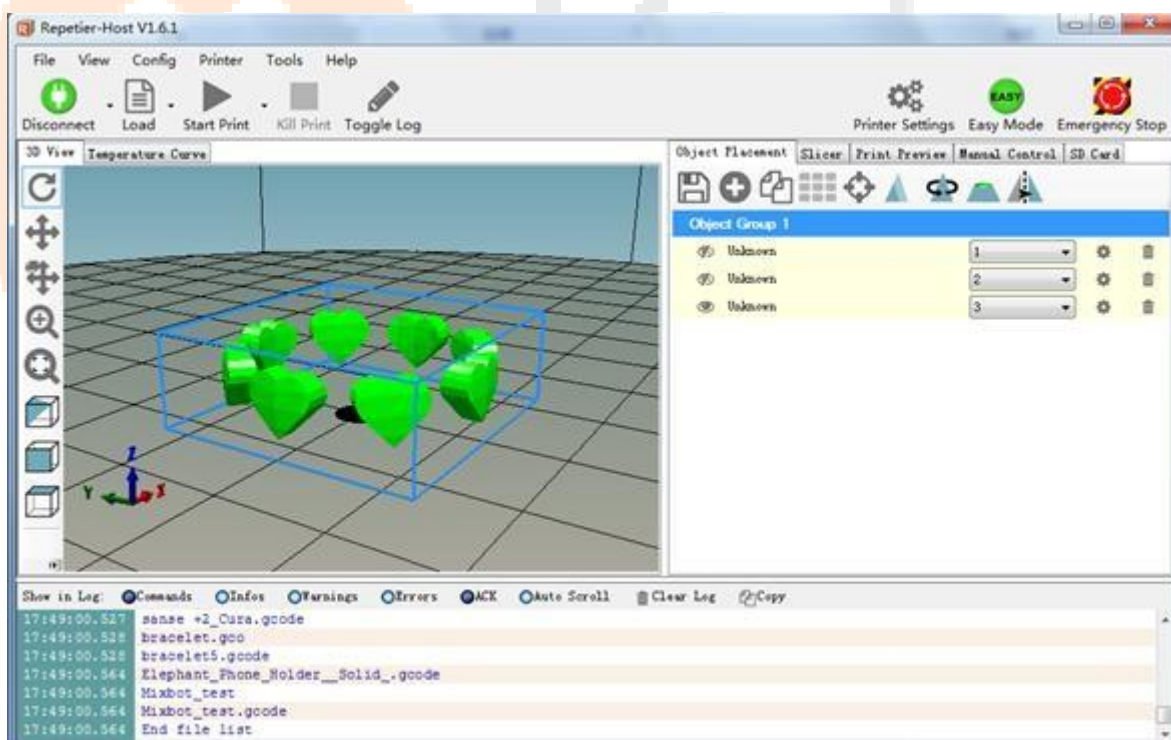 Repetier-Host V1.6.1
File View Config Printer Tools Help
Disconnect Load Start Print Kill Print Toggle Log Printer Settings EASY Easy Mode Emergency Stop
3D View Temperature Curve Object Placement Slicer Print Preview Manual Control SD Card
Object Group 1
Unknown 1
Unknown 2
Unknown 3
Z
Y X
Show in Log: Commands Infos Warnings Errors ACK Auto Scroll Clear Log Copy
17:49:00.527 sanse +2_Cura.gcode
17:49:00.528 bracelet.gco
17:49:00.528 bracelet5.gcode
17:49:00.564 Elephant_Phone_Holder__Solid_.gcode
17:49:00.564 Mixbot_test
17:49:00.564 Mixbot_test.gcode
17:49:00.564 End file list